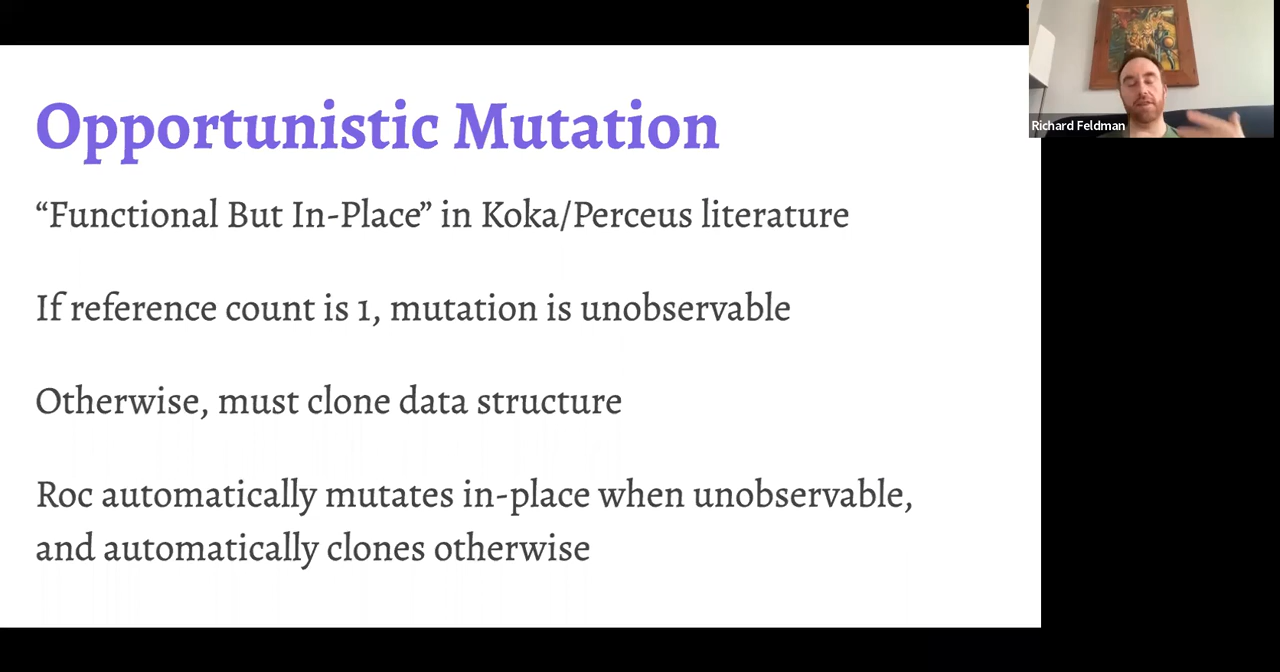 Opportunistic Mutation
“Functional But In-Place” in Koka/Perceus literature
If reference count is 1, mutation is unobservable
Otherwise, must clone data structure
Roc automatically mutates in-place when unobservable,
and automatically clones otherwise
Richard Feldman